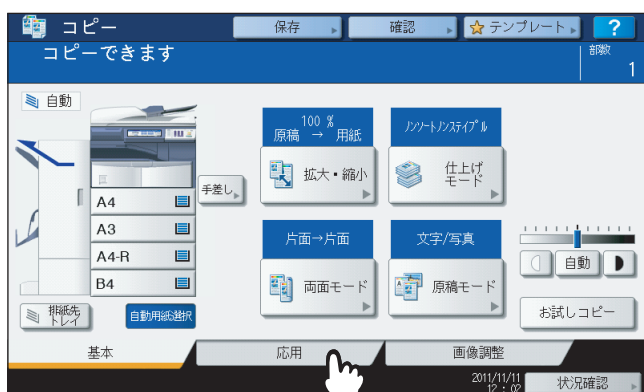 コピー
保存
確認
テンプレート
?
コピーできます
部数
1
自動
100 %
原稿 → 用紙
ノンソートノンステイプル
拡大・縮小
仕上げ
モード
手差し
A4
A3
A4-R
B4
片面→片面
文字/写真
両面モード
原稿モード
自動
排紙先
トレイ
自動用紙選択
お試しコピー
基本
応用
画像調整
2011/11/11
12 : 02
状況確認